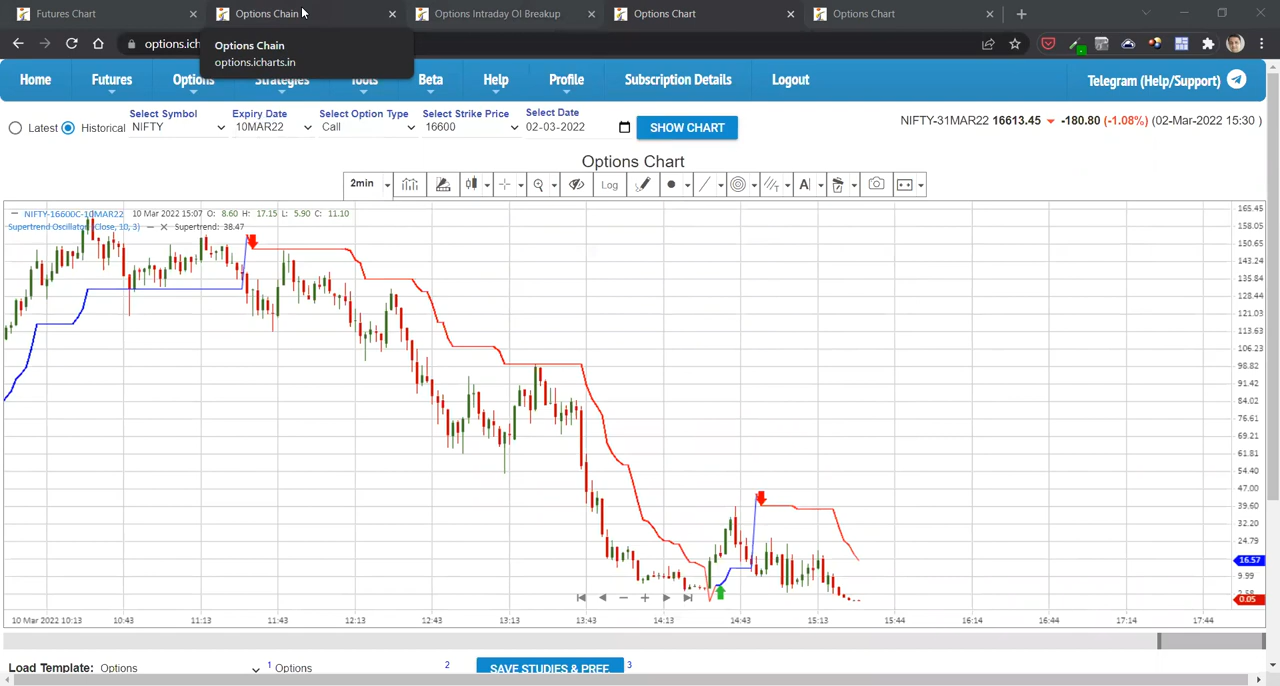 Futures Chart
Options Chain
Options Intraday OI Breakup
Options Chart
Options Chart
options.ich
Options Chain
options.icharts.in
Home
Futures
Options
Strategies
Tools
Beta
Help
Profile
Subscription Details
Logout
Telegram (Help/Support)
Select Symbol
Expiry Date
Select Option Type
Select Strike Price
Select Date
Latest
Historical
NIFTY
10MAR22
Call
16600
02-03-2022
SHOW CHART
NIFTY-31MAR22 16613.45 -180.80 (-1.08%) (02-Mar-2022 15:30 )
Options Chart
2min
Log
A
NIFTY-16600C-10MAR22 10 Mar 2022 15:07 O: 8.60 H: 17.15 L: 5.90 C: 11.10
Supertrend Oscillator (Close, 10, 3) Supertrend: 38.47
165.45
158.05
150.65
143.24
135.84
128.44
121.03
113.63
106.23
98.82
91.42
84.02
76.61
69.21
61.81
54.40
47.00
39.60
32.20
24.79
16.57
9.99
2.58
0.05
10 Mar 2022 10:13
10:43
11:13
11:43
12:13
12:43
13:13
13:43
14:13
14:43
15:13
15:44
16:14
16:44
17:14
17:44
Load Template: Options
1 Options
2
SAVE STUDIES & PREF.
3